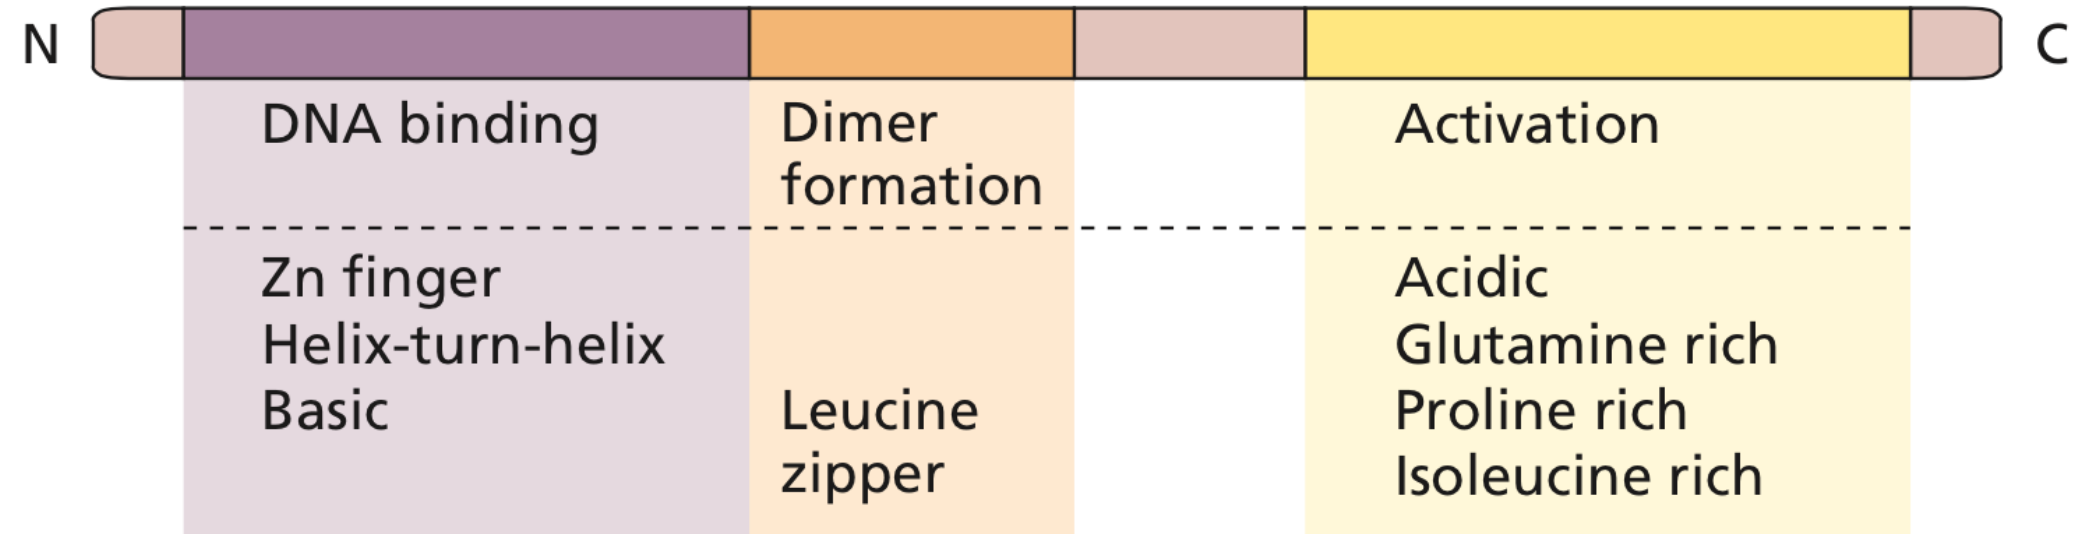 N
C
DNA binding
Dimer
formation
Activation
Zn finger
Helix-turn-helix
Basic
Leucine
zipper
Acidic
Glutamine rich
Proline rich
Isoleucine rich